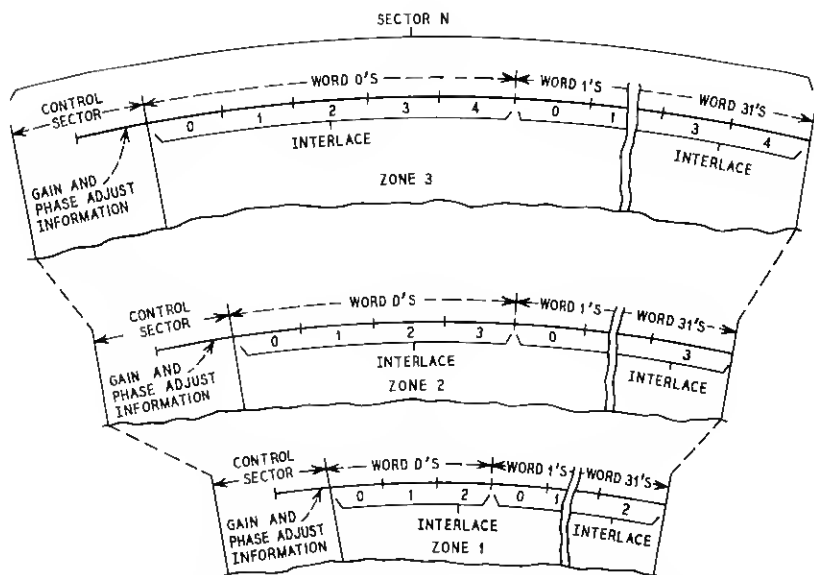 SECTOR N
CONTROL SECTOR
WORD 0'S
WORD 1'S
WORD 31'S
0 1 2 3 4 0 1 3 4
INTERLACE
INTERLACE
GAIN AND
PHASE ADJUST
INFORMATION
ZONE 3
CONTROL
SECTOR
WORD 0'S
WORD 1'S
WORD 31'S
0 1 2 3 0 3
INTERLACE
INTERLACE
GAIN AND
PHASE ADJUST
INFORMATION
ZONE 2
CONTROL
SECTOR
WORD 0'S
WORD 1'S
WORD 31'S
0 1 2 0 1 2
INTERLACE
INTERLACE
GAIN AND
PHASE ADJUST
INFORMATION
ZONE 1